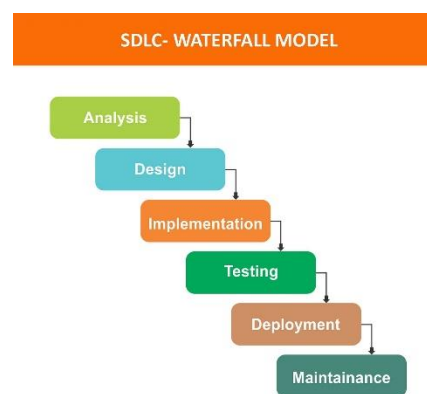 SDLC- WATERFALL MODEL
Analysis
Design
Implementation
Testing
Deployment
Maintainance